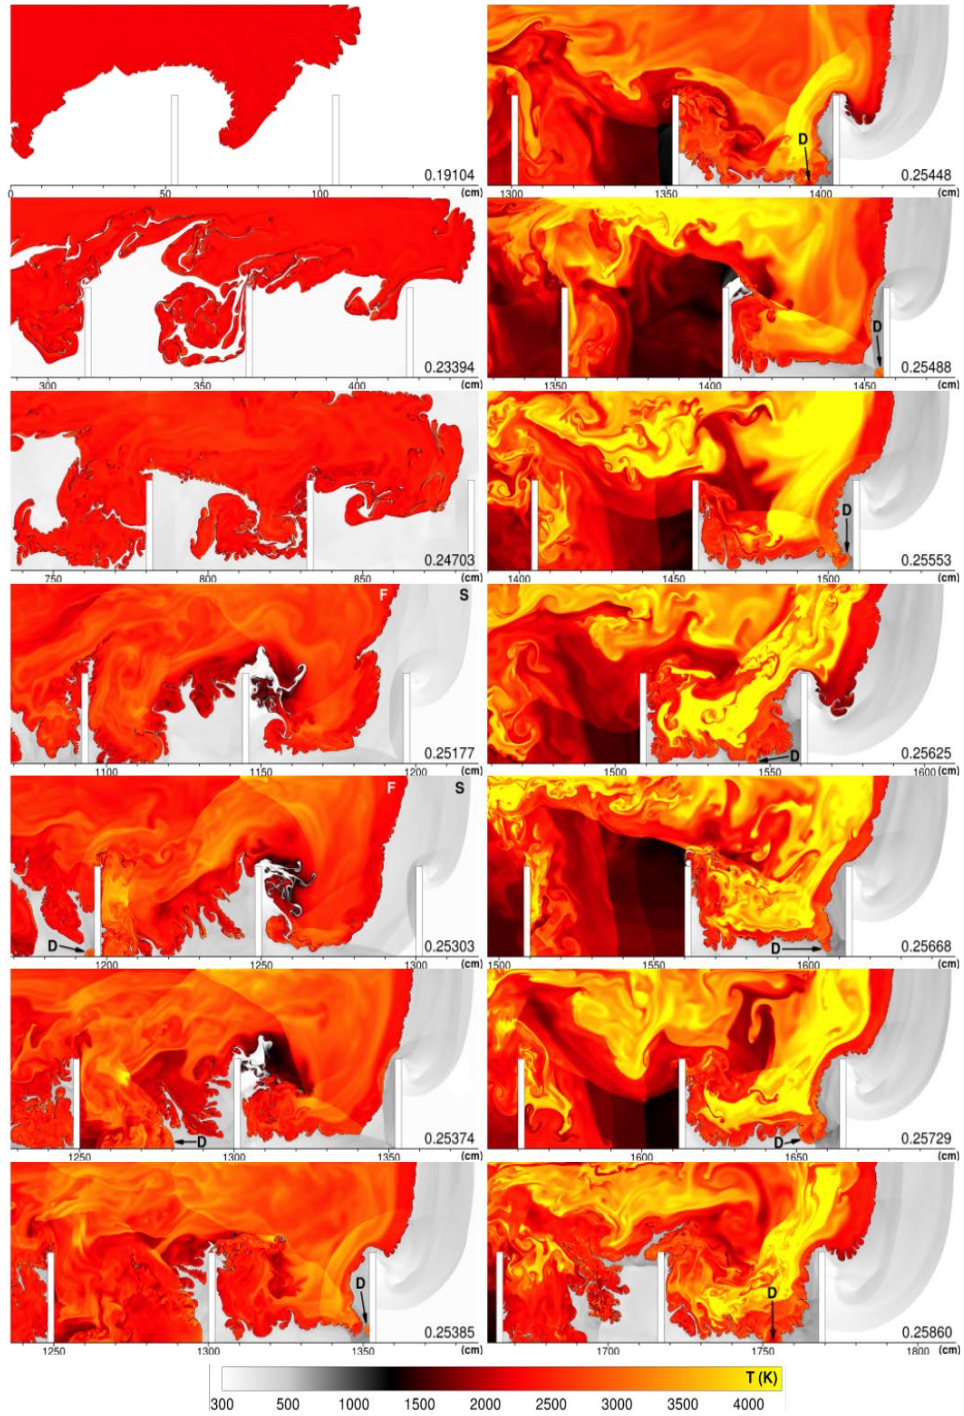 0.19104
0 50 100 (cm)
0.23394
300 350 400 (cm)
0.24703
750 800 850 (cm)
F S
0.25177
1100 1150 1200 (cm)
F S
D
0.25303
1200 1250 1300 (cm)
D
0.25374
1250 1300 1350 (cm)
D
0.25385
1250 1300 1350 (cm)
D
0.25448
1300 1350 1400 (cm)
D
0.25488
1350 1400 1450 (cm)
D
0.25553
1400 1450 1500 (cm)
D
0.25625
1500 1550 1600 (cm)
D
0.25668
1500 1550 1600 (cm)
D
0.25729
1600 1650 (cm)
D
0.25860
1700 1750 1800 (cm)
T (K)
300 500 1000 1500 2000 2500 3000 3500 4000